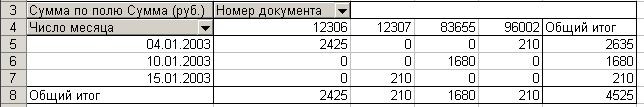 3 Сумма по полю Сумма (руб.) Номер документа
4 Число месяца 12306 12307 83655 96002 Общий итог
5 04.01.2003 2425 0 0 210 2635
6 10.01.2003 0 0 1680 0 1680
7 15.01.2003 0 210 0 0 210
8 Общий итог 2425 210 1680 210 4525